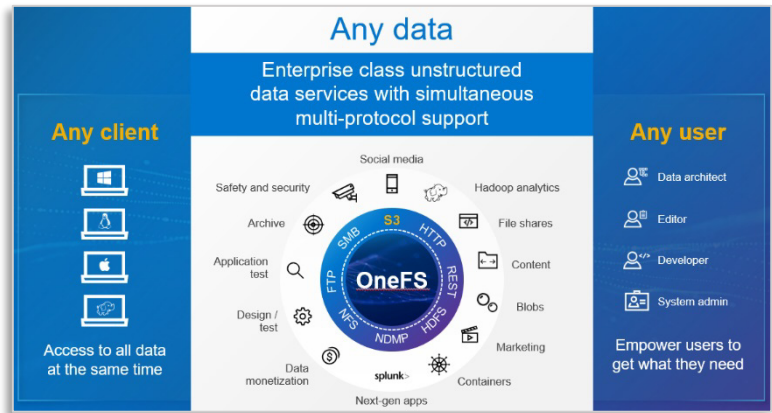 Any data
Enterprise class unstructured
data services with simultaneous
multi-protocol support
Any client
Access to all data
at the same time
Social media
Safety and security
Hadoop analytics
Archive
File shares
Application
test
Content
Design /
test
Blobs
Data
monetization
Marketing
Containers
splunk>
Next-gen apps
S3
HTTP
REST
HDFS
NDMP
NFS
FTP
SMB
OneFS
Any user
Data architect
Editor
Developer
System admin
Empower users to
get what they need